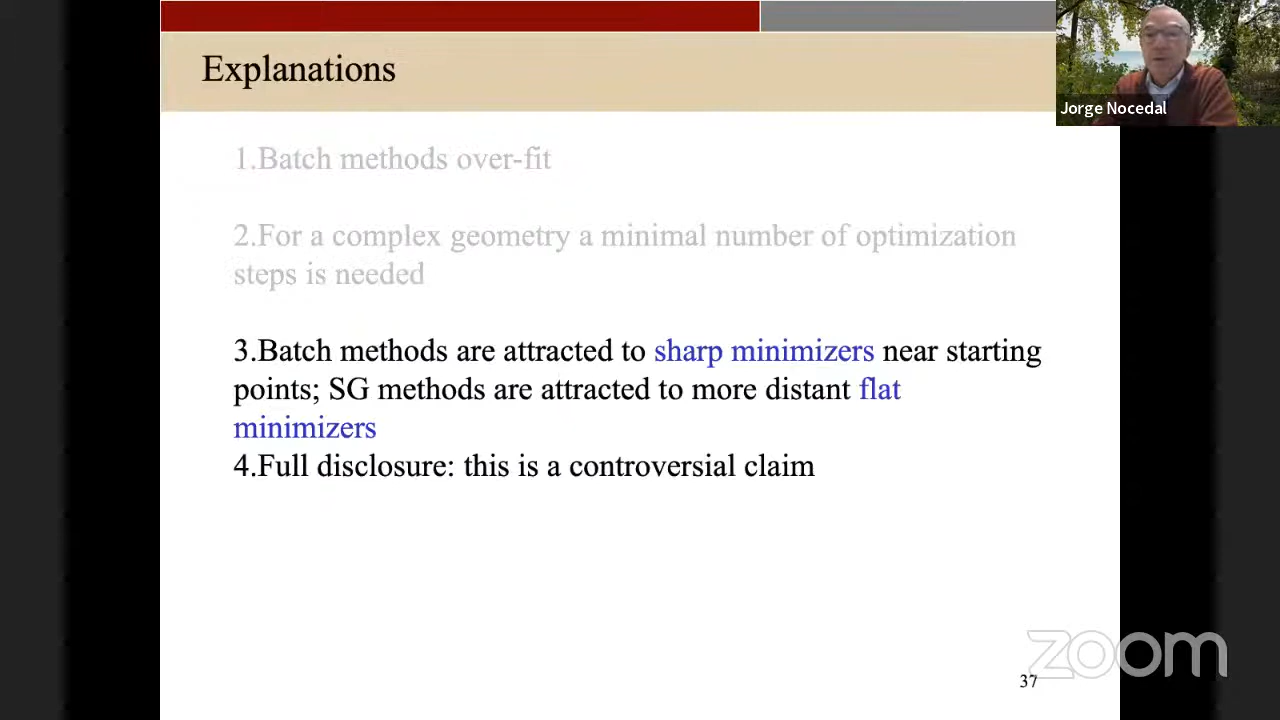 Explanations
Jorge Nocedal
1.Batch methods over-fit
2.For a complex geometry a minimal number of optimization
steps is needed
3.Batch methods are attracted to sharp minimizers near starting
points; SG methods are attracted to more distant flat
minimizers
4.Full disclosure: this is a controversial claim
zoom
37